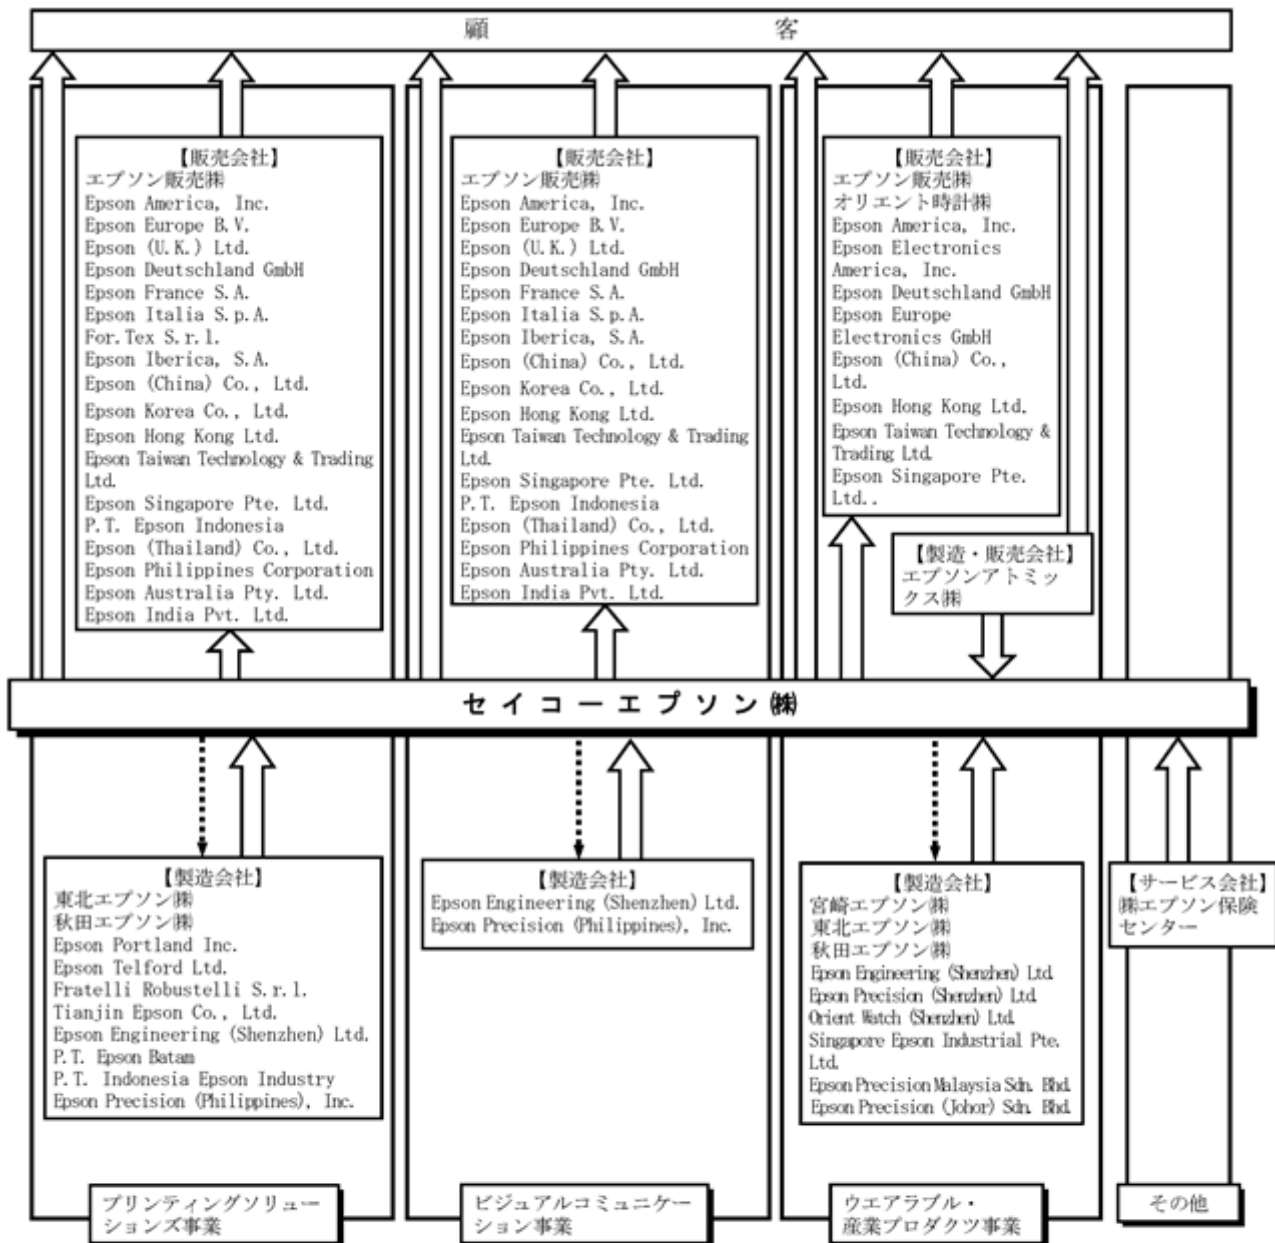 顧客
【販売会社】
エプソン販売㈱
Epson America, Inc.
Epson Europe B.V.
Epson (U.K.) Ltd.
Epson Deutschland GmbH
Epson France S.A.
Epson Italia S.p.A.
For.Tex S.r.l.
Epson Iberica, S.A.
Epson (China) Co., Ltd.
Epson Korea Co., Ltd.
Epson Hong Kong Ltd.
Epson Taiwan Technology & Trading
Ltd.
Epson Singapore Pte. Ltd.
P.T. Epson Indonesia
Epson (Thailand) Co., Ltd.
Epson Philippines Corporation
Epson Australia Pty. Ltd.
Epson India Pvt. Ltd.
【販売会社】
エプソン販売㈱
Epson America, Inc.
Epson Europe B.V.
Epson (U.K.) Ltd.
Epson Deutschland GmbH
Epson France S.A.
Epson Italia S.p.A.
Epson Iberica, S.A.
Epson (China) Co., Ltd.
Epson Korea Co., Ltd.
Epson Hong Kong Ltd.
Epson Taiwan Technology & Trading
Ltd.
Epson Singapore Pte. Ltd.
P.T. Epson Indonesia
Epson (Thailand) Co., Ltd.
Epson Philippines Corporation
Epson Australia Pty. Ltd.
Epson India Pvt. Ltd.
【販売会社】
エプソン販売㈱
オリエント時計㈱
Epson America, Inc.
Epson Electronics
America, Inc.
Epson Deutschland GmbH
Epson Europe
Electronics GmbH
Epson (China) Co.,
Ltd.
Epson Hong Kong Ltd.
Epson Taiwan Technology &
Trading Ltd.
Epson Singapore Pte.
Ltd..
【製造・販売会社】
エプソンアトミッ
クス㈱
セイコーエプソン㈱
【製造会社】
東北エプソン㈱
秋田エプソン㈱
Epson Portland Inc.
Epson Telford Ltd.
Fratelli Robustelli S.r.l.
Tianjin Epson Co., Ltd.
Epson Engineering (Shenzhen) Ltd.
P.T. Epson Batam
P.T. Indonesia Epson Industry
Epson Precision (Philippines), Inc.
【製造会社】
Epson Engineering (Shenzhen) Ltd.
Epson Precision (Philippines), Inc.
【製造会社】
宮崎エプソン㈱
東北エプソン㈱
秋田エプソン㈱
Epson Engineering (Shenzhen) Ltd.
Epson Precision (Shenzhen) Ltd.
Orient Watch (Shenzhen) Ltd.
Singapore Epson Industrial Pte.
Ltd.
Epson Precision Malaysia Sdn. Bhd.
Epson Precision (Johor) Sdn. Bhd.
【サービス会社】
㈱エプソン保険
センター
プリンティングソリュー
ションズ事業
ビジュアルコミュニケー
ション事業
ウエアラブル・
産業プロダクツ事業
その他